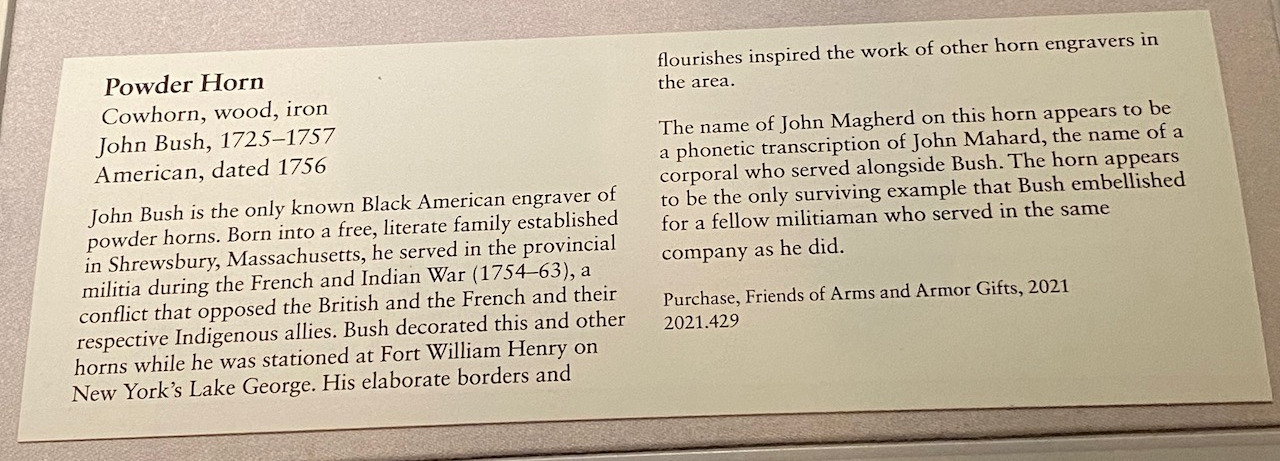 Powder Horn
Cowhorn, wood, iron
John Bush, 1725–1757
American, dated 1756
John Bush is the only known Black American engraver of
powder horns. Born into a free, literate family established
in Shrewsbury, Massachusetts, he served in the provincial
militia during the French and Indian War (1754–63), a
conflict that opposed the British and the French and their
respective Indigenous allies. Bush decorated this and other
horns while he was stationed at Fort William Henry on
New York’s Lake George. His elaborate borders and
flourishes inspired the work of other horn engravers in
the area.
The name of John Magherd on this horn appears to be
a phonetic transcription of John Mahard, the name of a
corporal who served alongside Bush. The horn appears
to be the only surviving example that Bush embellished
for a fellow militiaman who served in the same
company as he did.
Purchase, Friends of Arms and Armor Gifts, 2021
2021.429